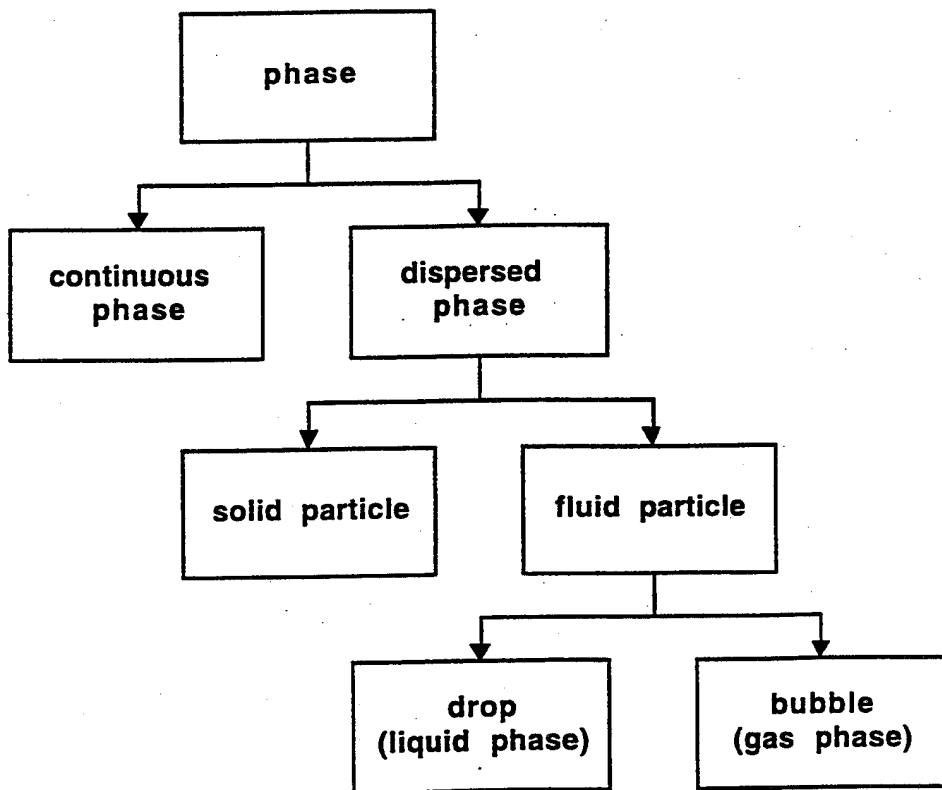 phase
continuous
phase
dispersed
phase
solid particle
fluid particle
drop
(liquid phase)
bubble
(gas phase)